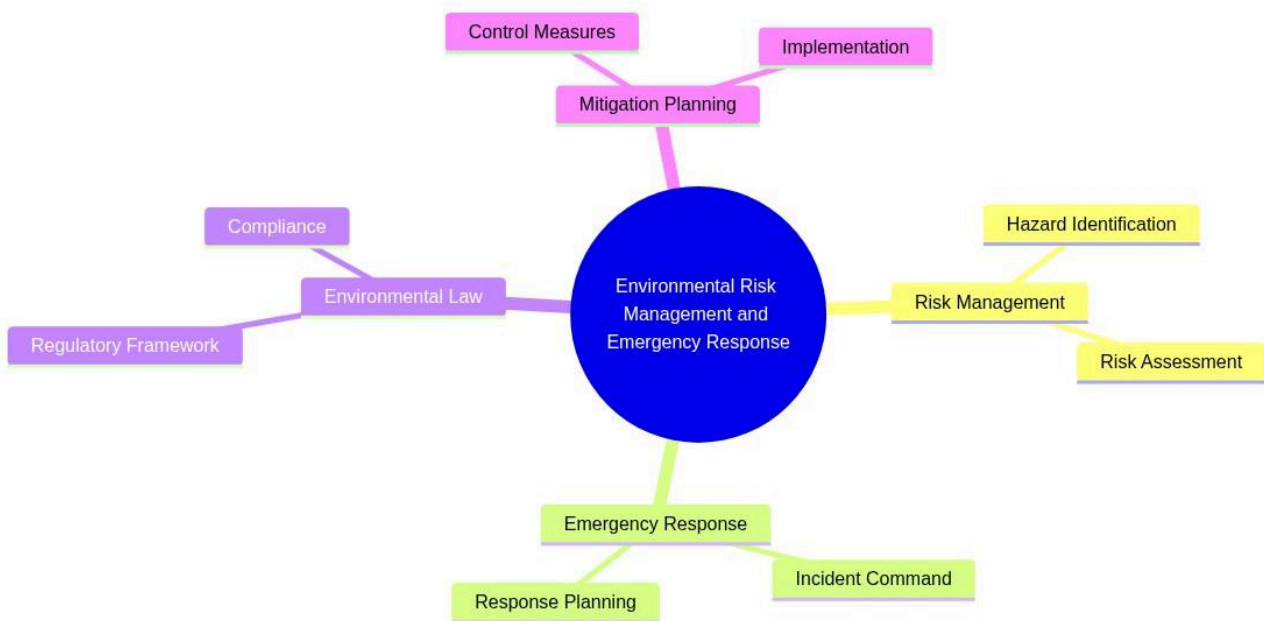 Control Measures
Implementation
Mitigation Planning
Compliance
Hazard Identification
Environmental Law
Environmental Risk
Management and
Emergency Response
Risk Management
Regulatory Framework
Risk Assessment
Emergency Response
Incident Command
Response Planning